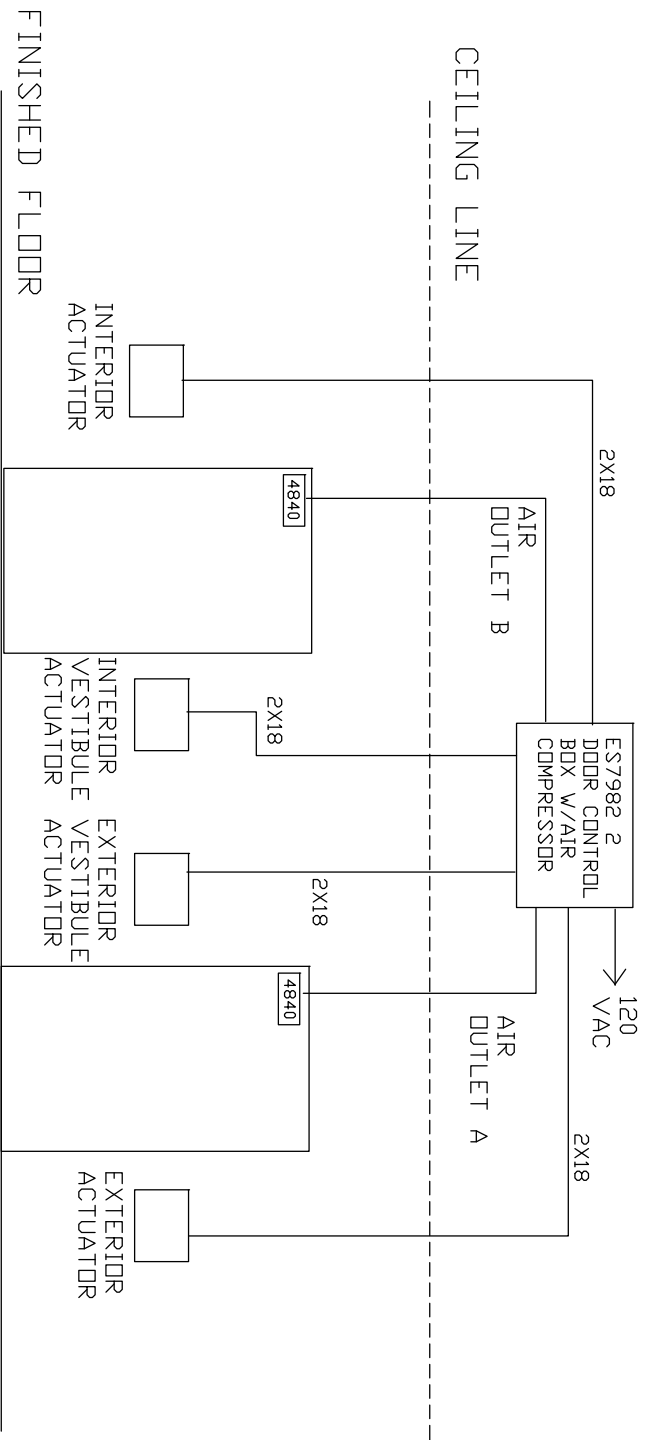 2X18
120
VAC
ES7982 2
DOOR CONTROL
BOX W/AIR
COMPRESSOR
2X18
AIR
OUTLET B
AIR
OUTLET A
CEILING LINE
4840
4840
2X18
2X18
INTERIOR
ACTUATOR
INTERIOR
VESTIBULE
ACTUATOR
EXTERIOR
VESTIBULE
ACTUATOR
EXTERIOR
ACTUATOR
FINISHED FLOOR